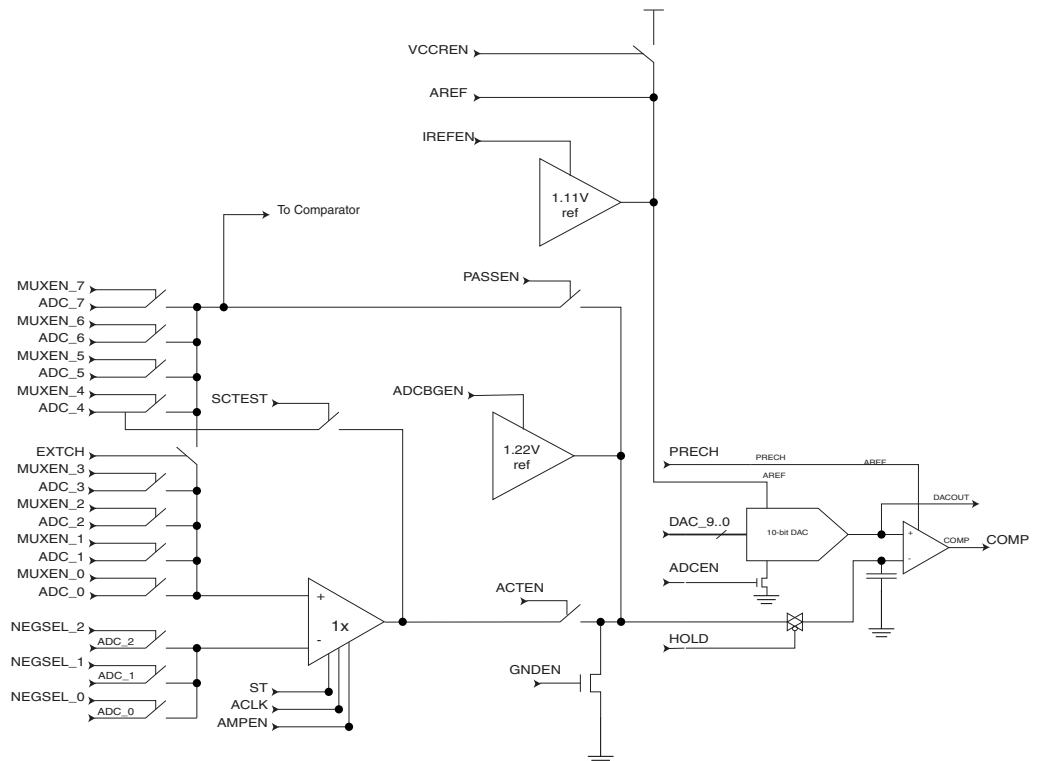 VCCREN
AREF
IREFEN
1.11V
ref
To Comparator
PASSEN
MUXEN_7
ADC_7
MUXEN_6
ADC_6
MUXEN_5
ADC_5
MUXEN_4
ADC_4
SCTEST
ADCBGEN
1.22V
ref
EXTCH
MUXEN_3
ADC_3
MUXEN_2
ADC_2
MUXEN_1
ADC_1
MUXEN_0
ADC_0
PRECH
PRECH
AREF
AREF
DACOUT
DAC_9..0
10-bit DAC
+
-
COMP
COMP
ADCEN
ACTEN
+
1x
-
NEGSEL_2
ADC_2
NEGSEL_1
ADC_1
NEGSEL_0
ADC_0
HOLD
GNDEN
ST
ACLK
AMPEN